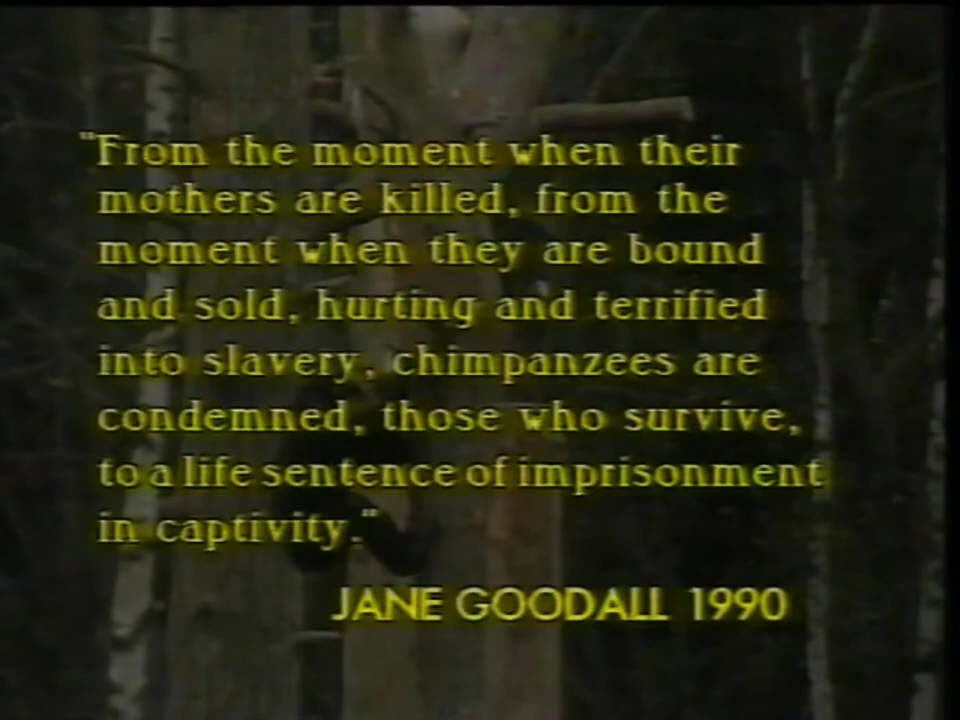 "From the moment when their
mothers are killed, from the
moment when they are bound
and sold, hurting and terrified
into slavery, chimpanzees are
condemned, those who survive,
to a life sentence of imprisonment
in captivity."
JANE GOODALL 1990